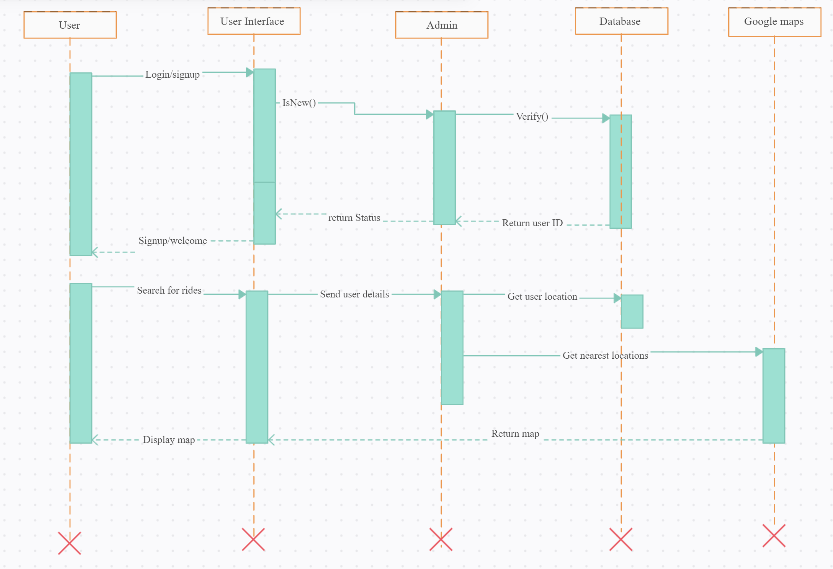 User
User Interface
Admin
Database
Google maps
Login/signup
IsNew()
Verify()
return Status
Return user ID
Signup/welcome
Search for rides
Send user details
Get user location
Get nearest locations
Return map
Display map